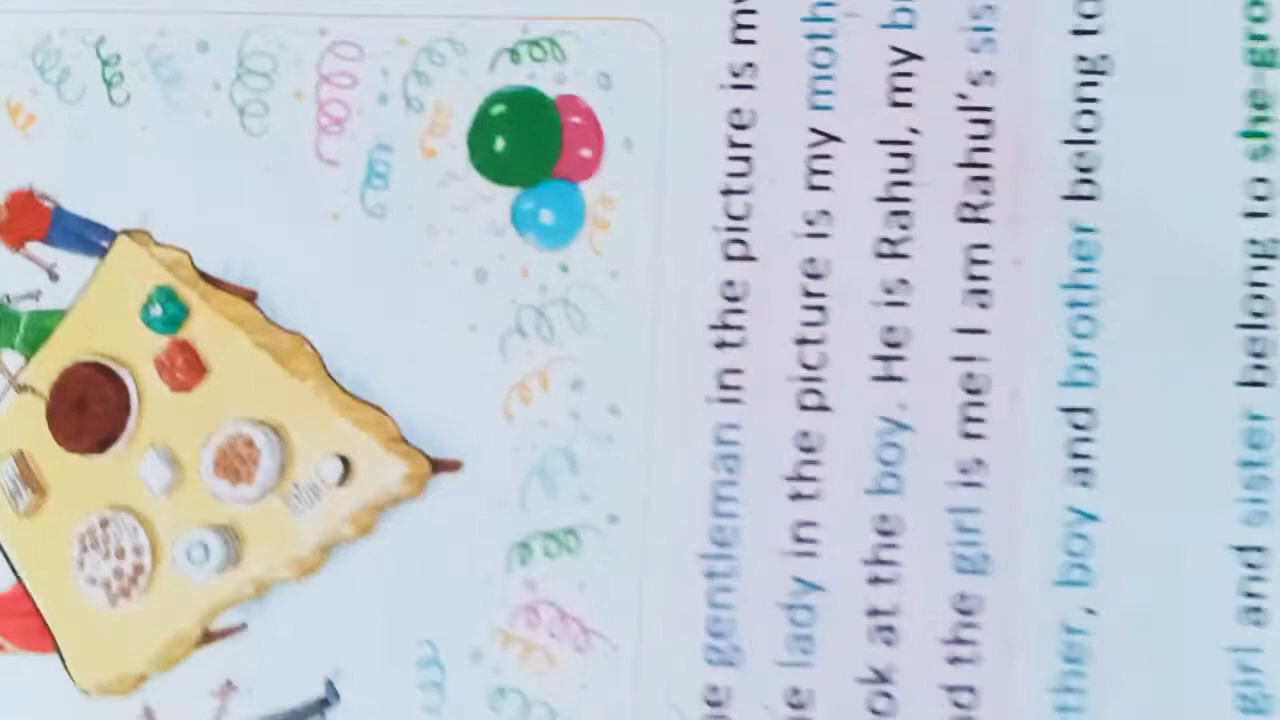 gentleman in the picture is my
lady in the picture is my moth
ok at the boy. He is Rahul, my br
the girl is me! I am Rahul's sis
ther, boy and brother belong to
girl and sister belong to she-gro